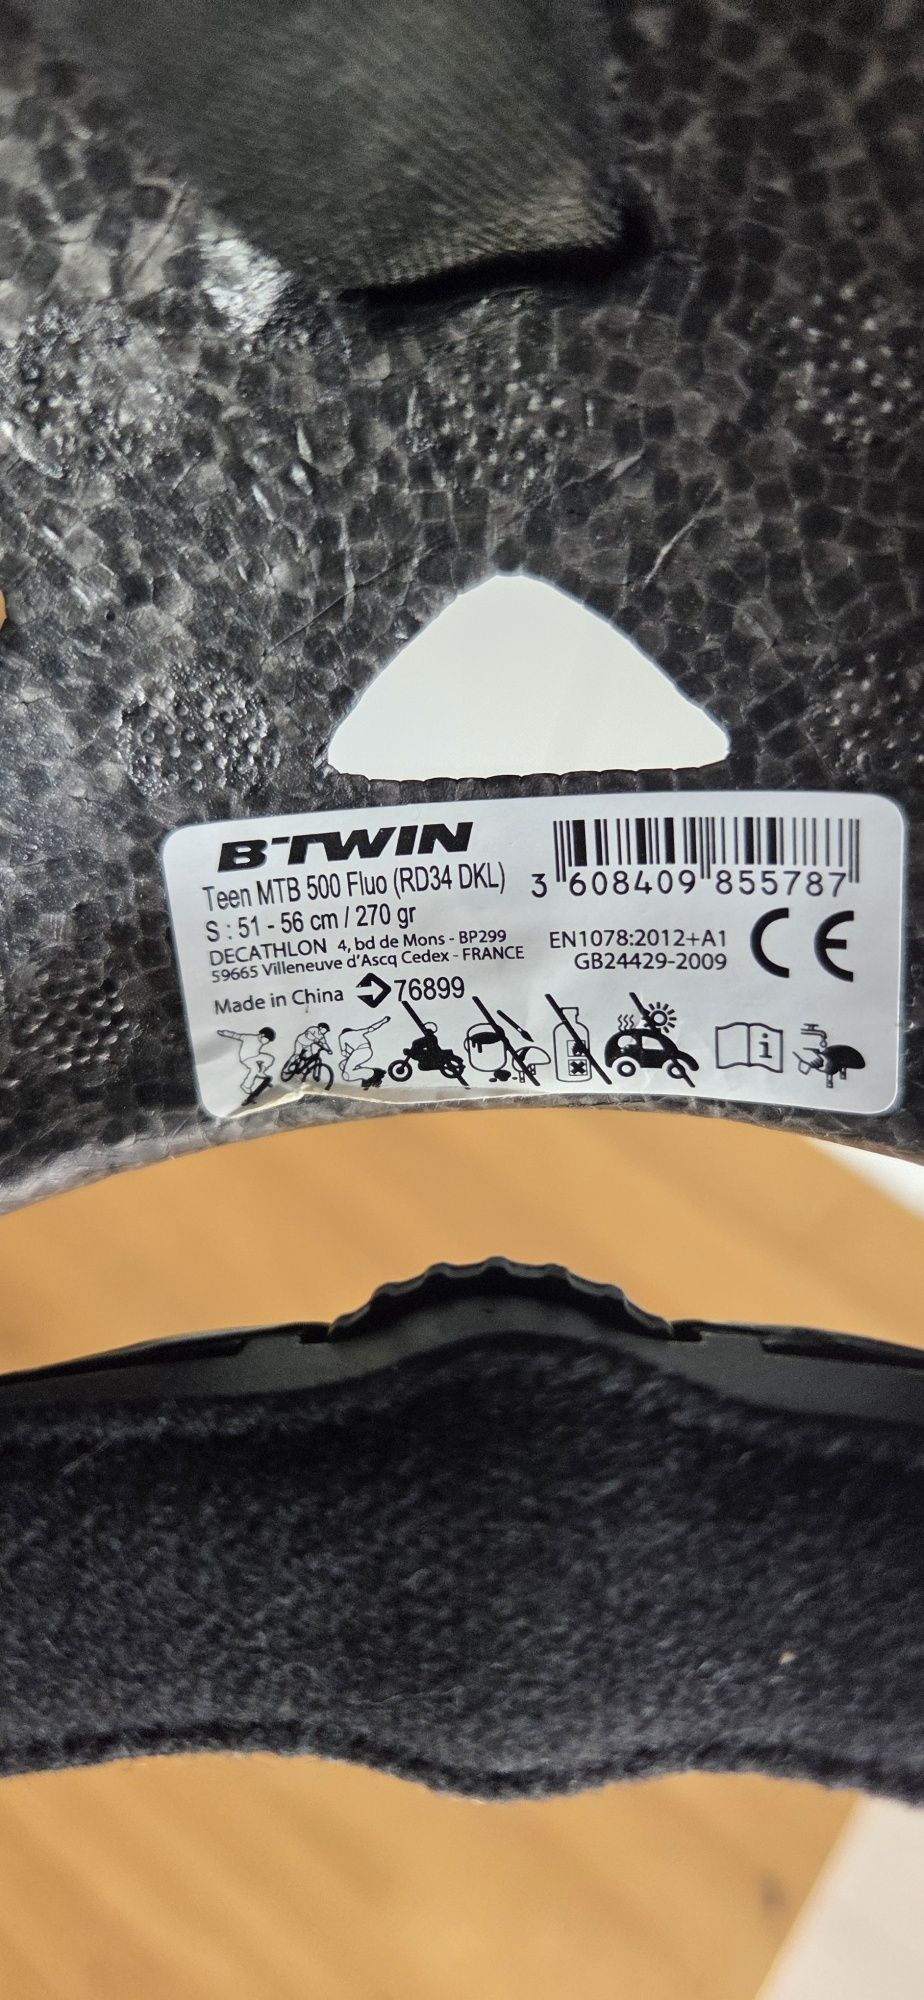 B'TWIN
Teen MTB 500 Fluo (RD34 DKL)
S : 51 - 56 cm / 270 gr
DECATHLON 4, bd de Mons - BP299
59665 Villeneuve d'Ascq Cedex - FRANCE
Made in China 76899
3 608409 855787
EN1078:2012+A1
GB24429-2009
CE
i